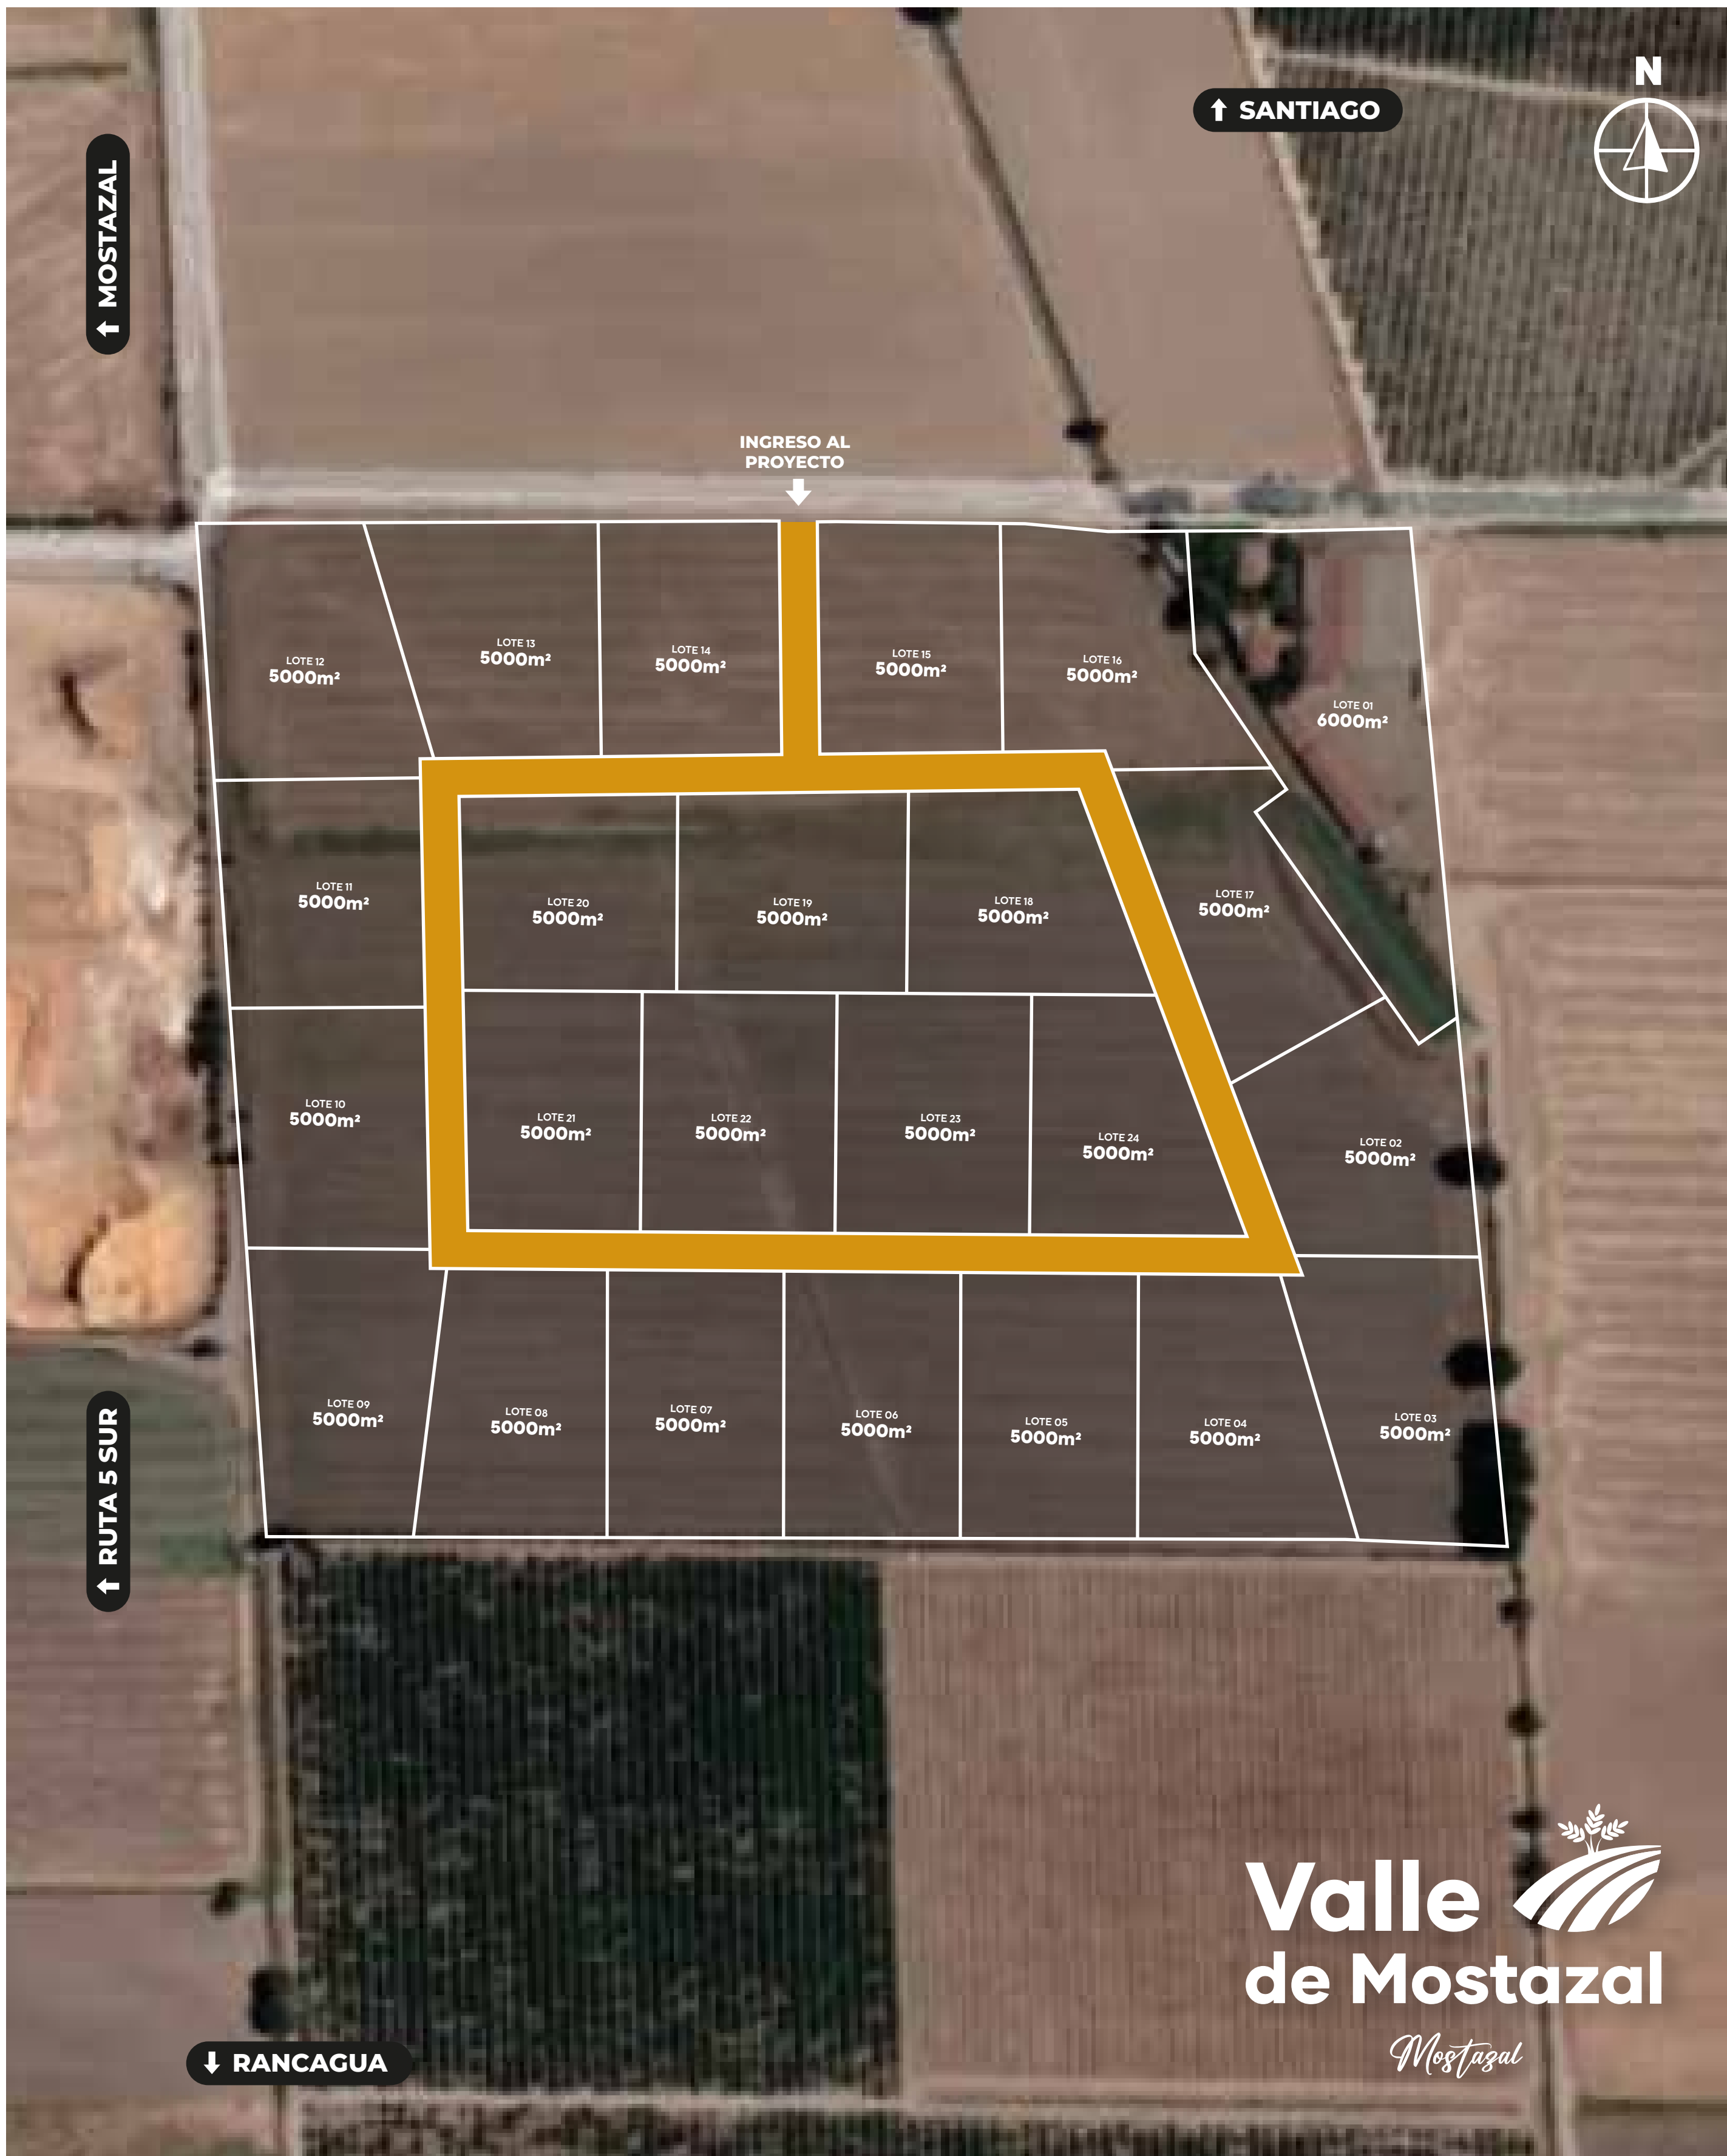 N
↑ SANTIAGO
↑ MOSTAZAL
INGRESO AL
PROYECTO
LOTE 12
5000m²
LOTE 13
5000m²
LOTE 14
5000m²
LOTE 15
5000m²
LOTE 16
5000m²
LOTE 01
6000m²
LOTE 11
5000m²
LOTE 20
5000m²
LOTE 19
5000m²
LOTE 18
5000m²
LOTE 17
5000m²
LOTE 10
5000m²
LOTE 21
5000m²
LOTE 22
5000m²
LOTE 23
5000m²
LOTE 24
5000m²
LOTE 02
5000m²
LOTE 09
5000m²
LOTE 08
5000m²
LOTE 07
5000m²
LOTE 06
5000m²
LOTE 05
5000m²
LOTE 04
5000m²
LOTE 03
5000m²
↑ RUTA 5 SUR
Valle
de Mostazal
Mostazal
↓ RANCAGUA